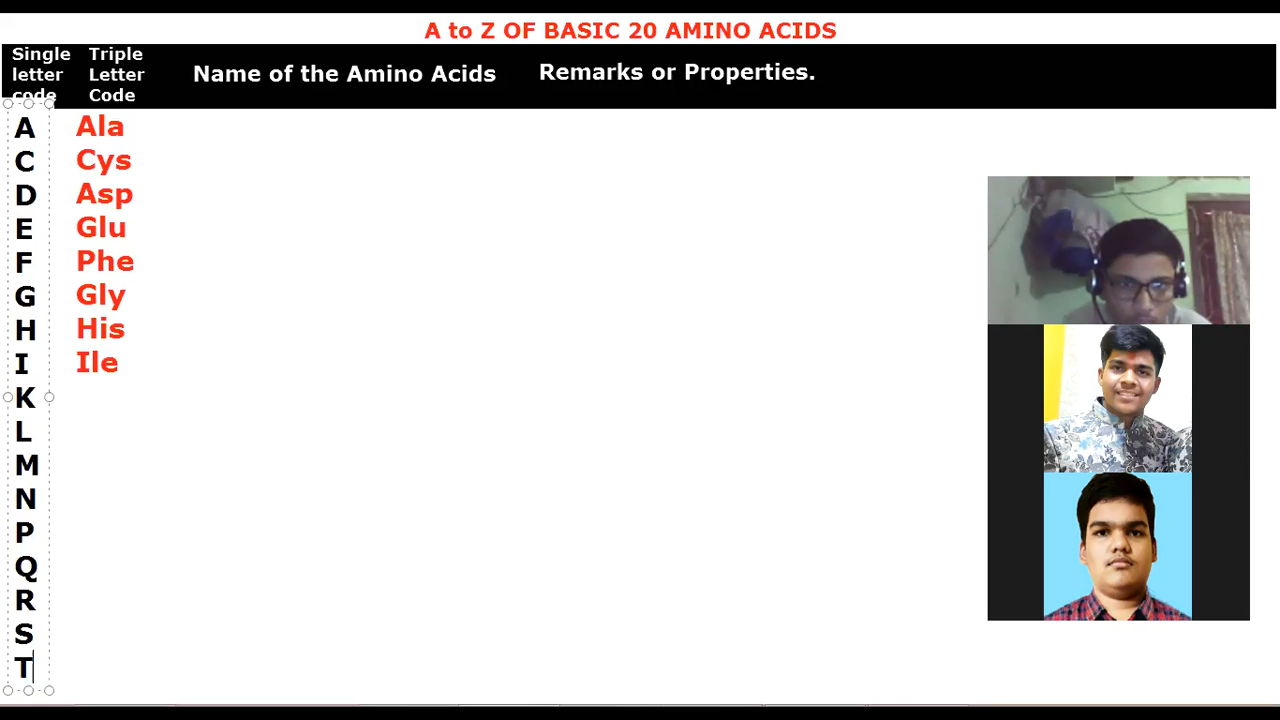 A to Z OF BASIC 20 AMINO ACIDS
Single letter code
Triple Letter Code
Name of the Amino Acids
Remarks or Properties.
A Ala
C Cys
D Asp
E Glu
F Phe
G Gly
H His
I Ile
K
L
M
N
P
Q
R
S
T